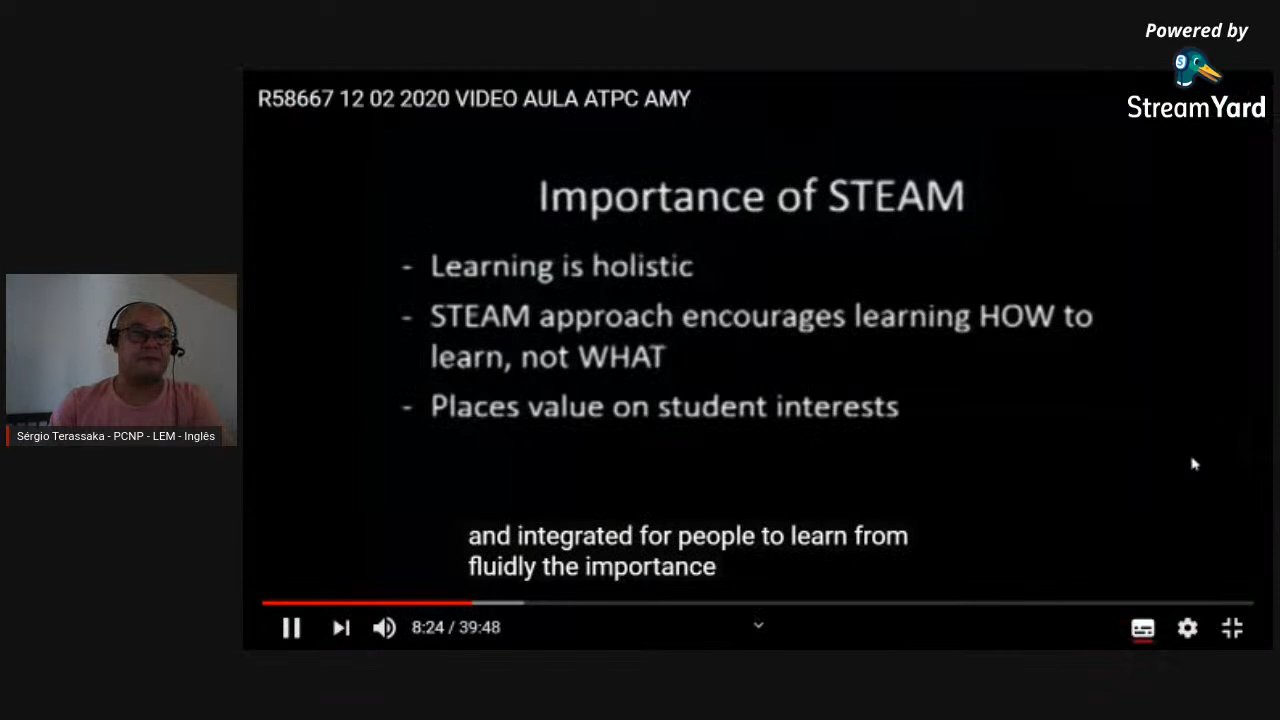 Powered by
StreamYard
R58667 12 02 2020 VIDEO AULA ATPC AMY
Importance of STEAM
- Learning is holistic
- STEAM approach encourages learning HOW to
learn, not WHAT
- Places value on student interests
Sérgio Terassaka - PCNP - LEM - Inglês
and integrated for people to learn from
fluidly the importance
8:24 / 39:48